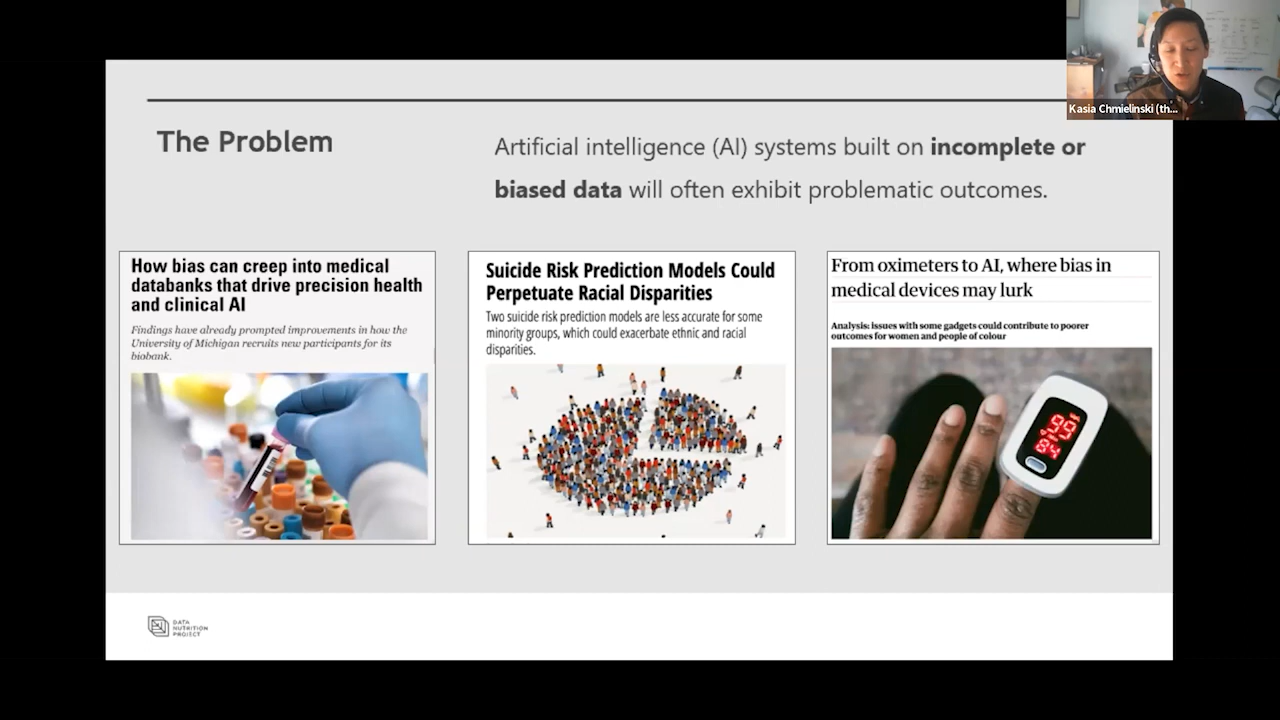 Kasia Chmielinski (th...
The Problem
Artificial intelligence (AI) systems built on incomplete or
biased data will often exhibit problematic outcomes.
How bias can creep into medical
databanks that drive precision health
and clinical AI
Findings have already prompted improvements in how the
University of Michigan recruits new participants for its
biobank.
Suicide Risk Prediction Models Could
Perpetuate Racial Disparities
Two suicide risk prediction models are less accurate for some
minority groups, which could exacerbate ethnic and racial
disparities.
From oximeters to AI, where bias in
medical devices may lurk
Analysis: issues with some gadgets could contribute to poorer
outcomes for women and people of colour
99
84
DATA
NUTRITION
PROJECT